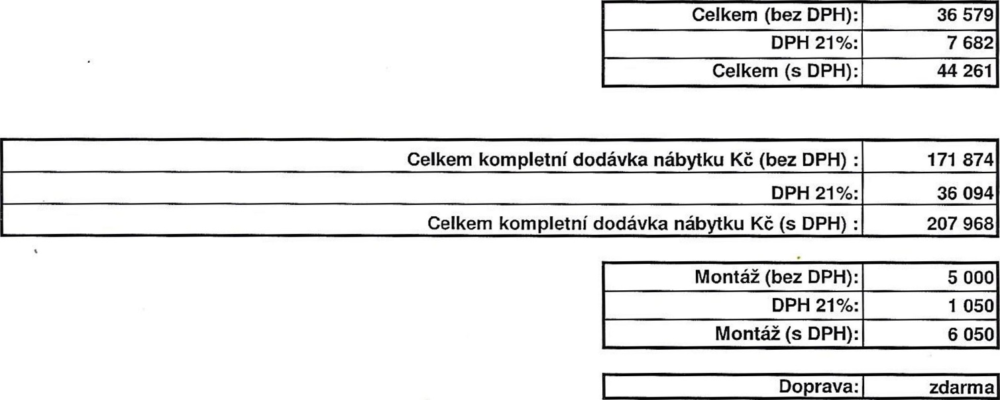 Celkem (bez DPH): 36 579
DPH 21%: 7 682
Celkem (s DPH): 44 261
Celkem kompletní dodávka nábytku Kč (bez DPH) : 171 874
DPH 21%: 36 094
Celkem kompletní dodávka nábytku Kč (s DPH) : 207 968
Montáž (bez DPH): 5 000
DPH 21%: 1 050
Montáž (s DPH): 6 050
Doprava: zdarma